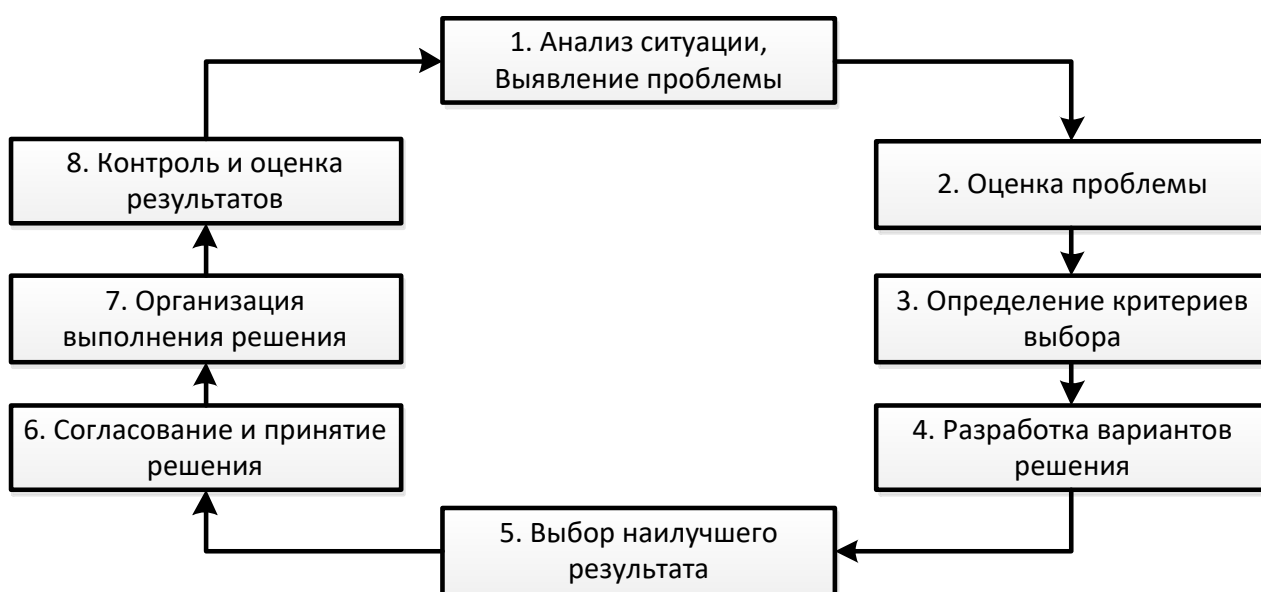 1. Анализ ситуации,
Выявление проблемы
2. Оценка проблемы
3. Определение критериев
выбора
4. Разработка вариантов
решения
5. Выбор наилучшего
результата
6. Согласование и принятие
решения
7. Организация
выполнения решения
8. Контроль и оценка
результатов